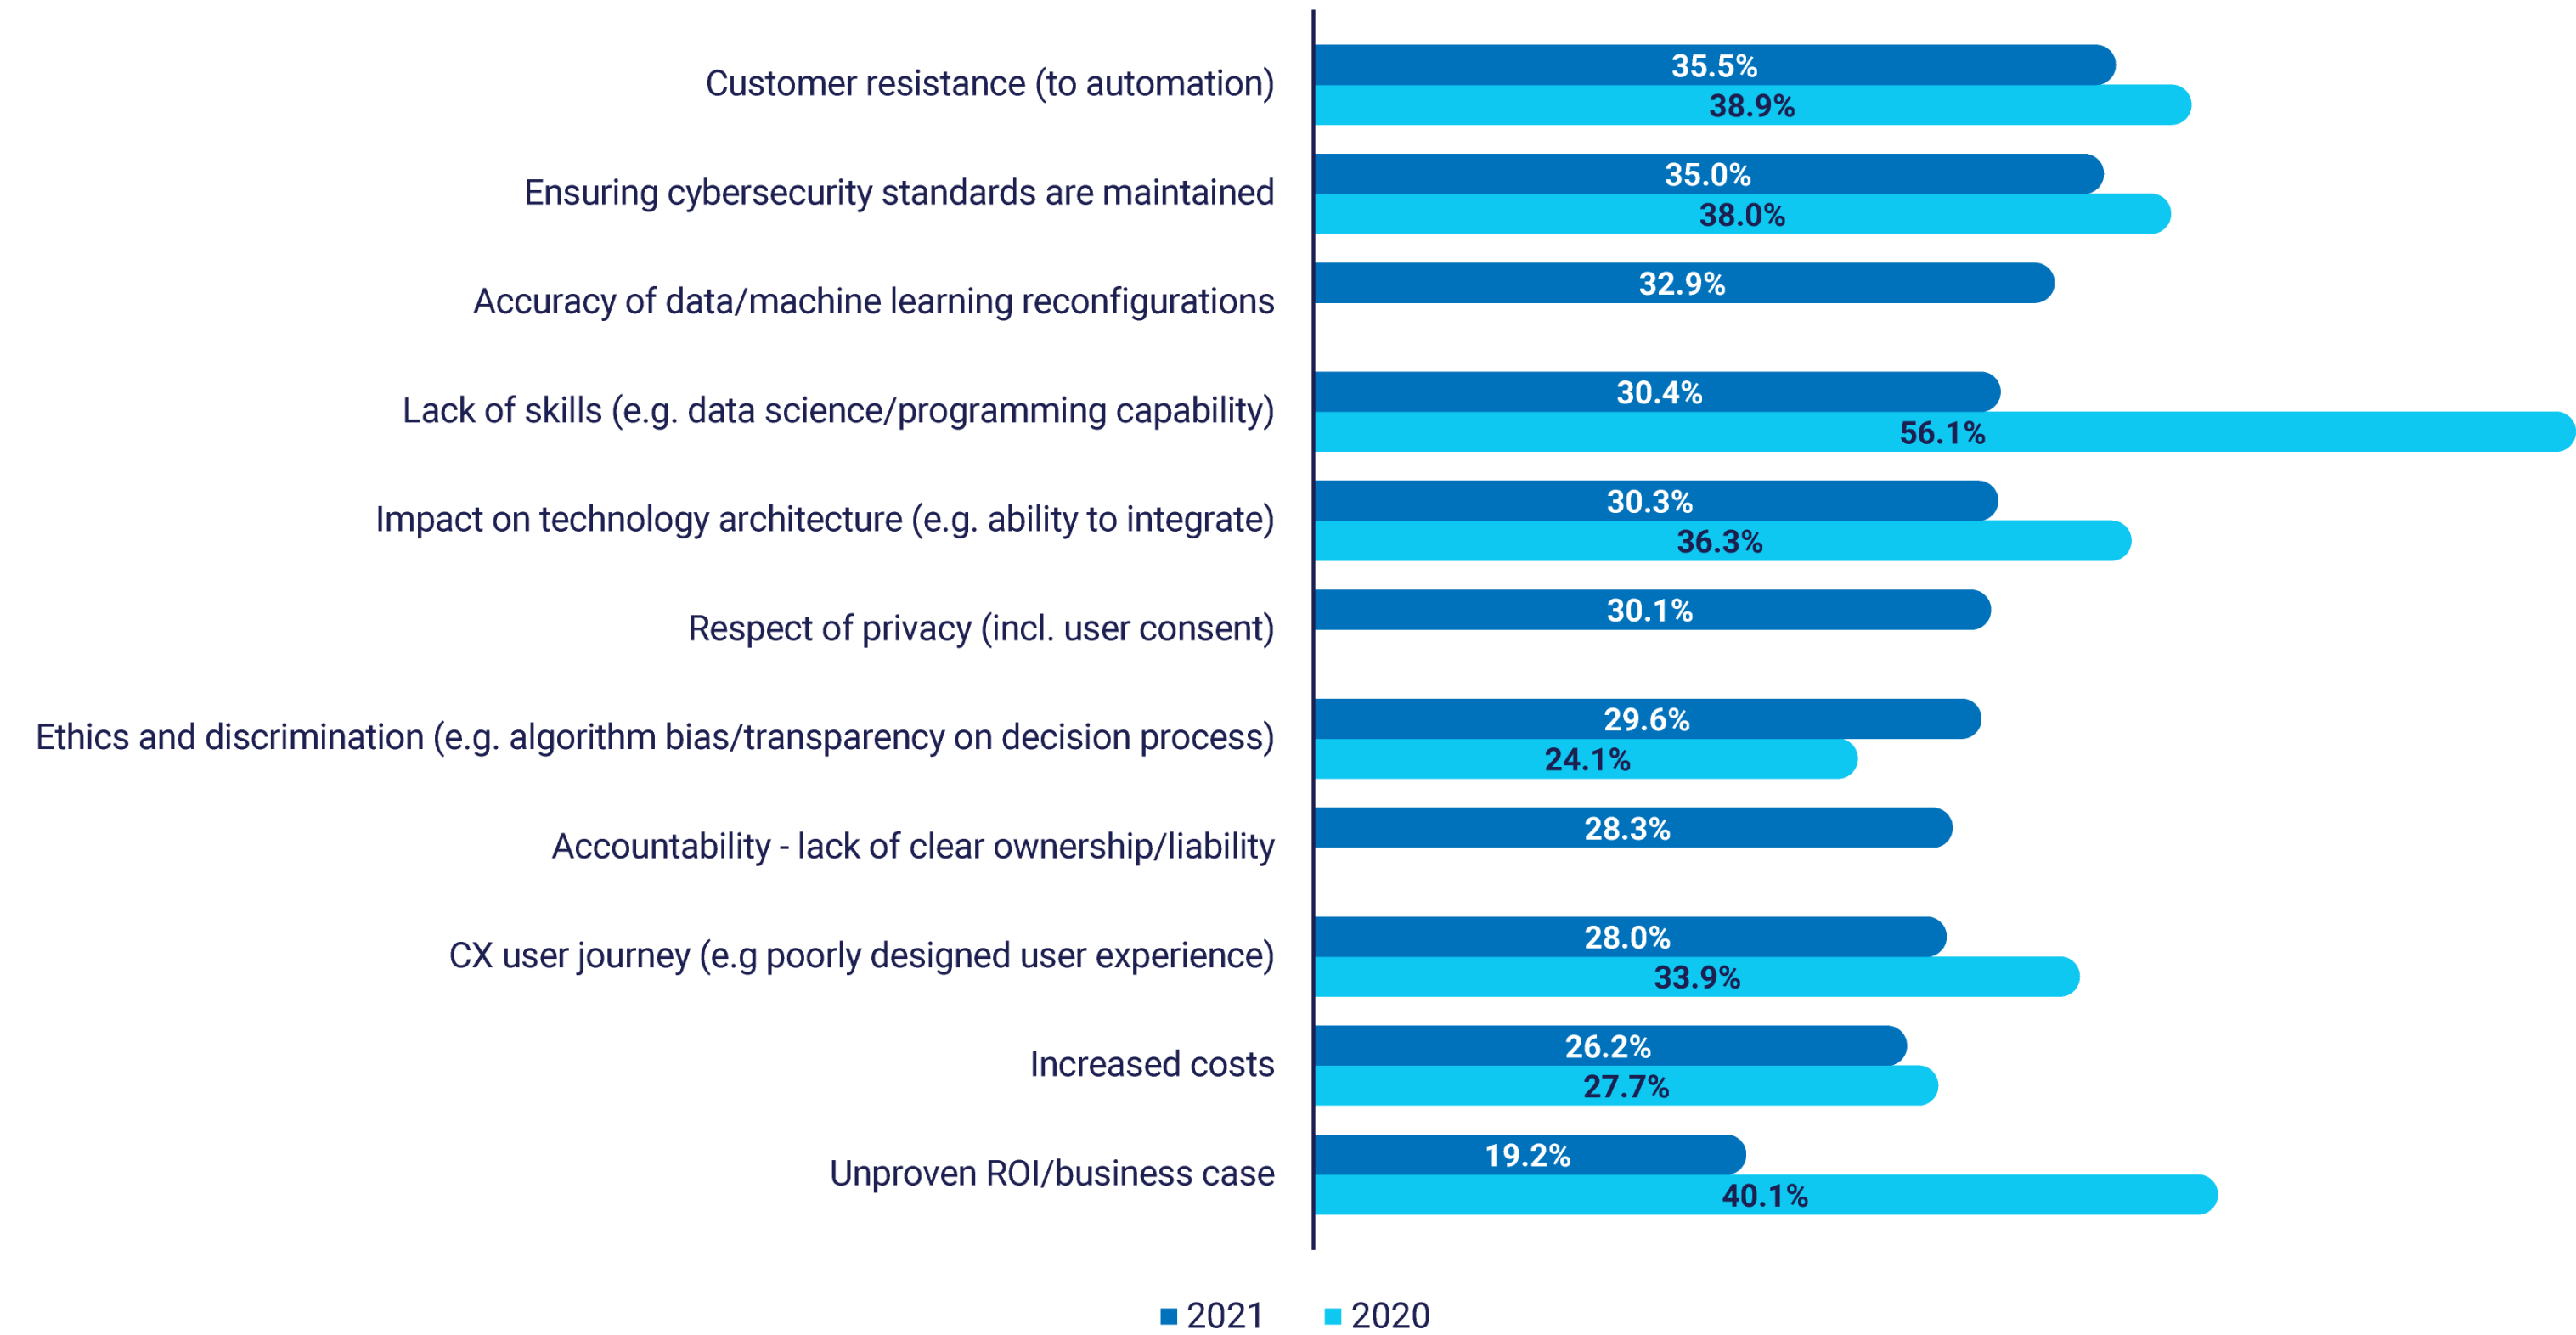 Customer resistance (to automation)
35.5%
38.9%
Ensuring cybersecurity standards are maintained
35.0%
38.0%
Accuracy of data/machine learning reconfigurations
32.9%
Lack of skills (e.g. data science/programming capability)
30.4%
56.1%
Impact on technology architecture (e.g. ability to integrate)
30.3%
36.3%
Respect of privacy (incl. user consent)
30.1%
Ethics and discrimination (e.g. algorithm bias/transparency on decision process)
29.6%
24.1%
Accountability - lack of clear ownership/liability
28.3%
CX user journey (e.g poorly designed user experience)
28.0%
33.9%
Increased costs
26.2%
27.7%
Unproven ROI/business case
19.2%
40.1%
2021 2020